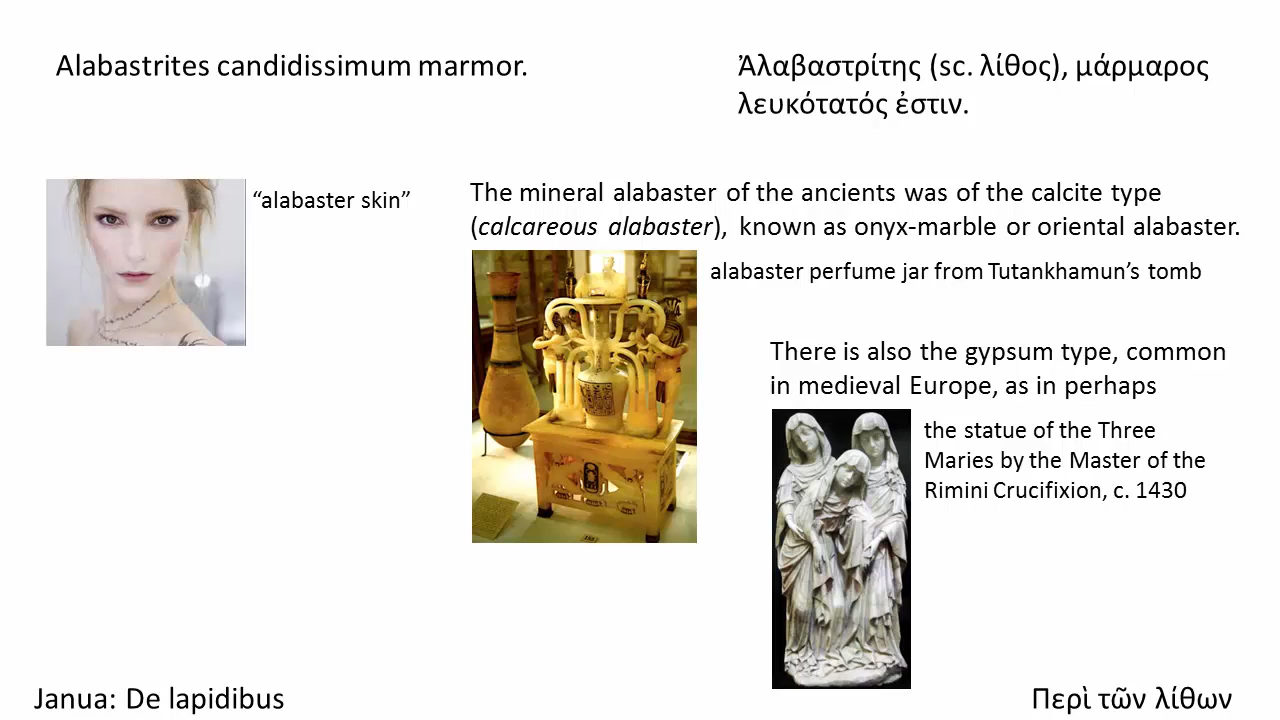 Alabastrites candidissimum marmor.
Ἀλαβαστρίτης (sc. λίθος), μάρμαρος
λευκότατός ἐστιν.
“alabaster skin”
The mineral alabaster of the ancients was of the calcite type
(calcareous alabaster), known as onyx-marble or oriental alabaster.
alabaster perfume jar from Tutankhamun’s tomb
There is also the gypsum type, common
in medieval Europe, as in perhaps
the statue of the Three
Maries by the Master of the
Rimini Crucifixion, c. 1430
Janua: De lapidibus
Περὶ τῶν λίθων